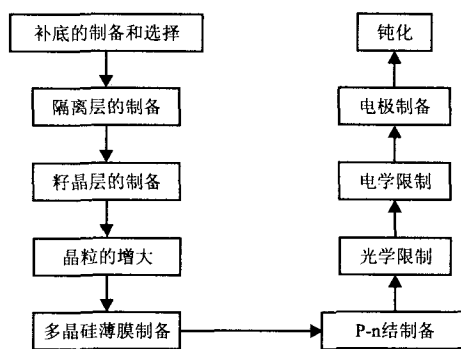 补底的制备和选择
隔离层的制备
籽晶层的制备
晶粒的增大
多晶硅薄膜制备
P-n结制备
光学限制
电学限制
电极制备
钝化